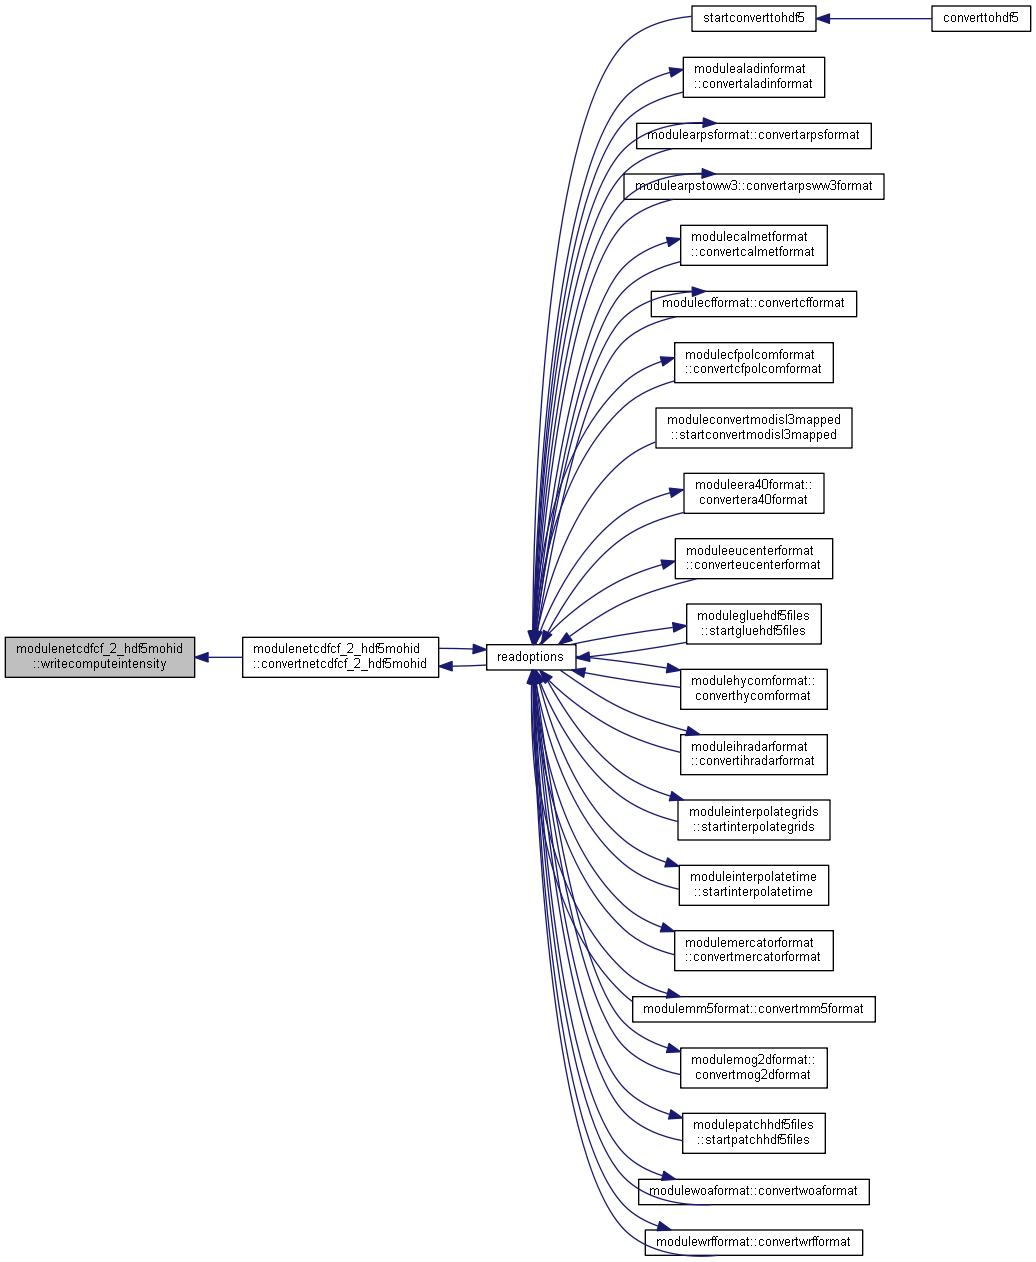 startconverttohdf5
converttohdf5
modulealadinformat
::convertaladinformat
modulearpsformat::convertarpsformat
modulearpstoww3::convertarpsww3format
modulecalmetformat
::convertcalmetformat
modulecfformat::convertcfformat
modulecfpolcomformat
::convertcfpolcomformat
moduleconvertmodisl3mapped
::startconvertmodisl3mapped
moduleera40format::
convertera40format
moduleeucenterformat
::converteucenterformat
modulegluehdf5files
::startgluehdf5files
modulenetcdfcf_2_hdf5mohid
::writecomputeintensity
modulenetcdfcf_2_hdf5mohid
::convertnetcdfcf_2_hdf5mohid
readoptions
modulehycomformat::
converthycomformat
moduleihradarformat
::convertihradarformat
moduleinterpolategrids
::startinterpolategrids
moduleinterpolatetime
::startinterpolatetime
modulemercatorformat
::convertmercatorformat
modulemm5format::convertmm5format
modulemog2dformat::
convertmog2dformat
modulepatchhdf5files
::startpatchhdf5files
modulewoaformat::convertwoaformat
modulewrfformat::convertwrfformat